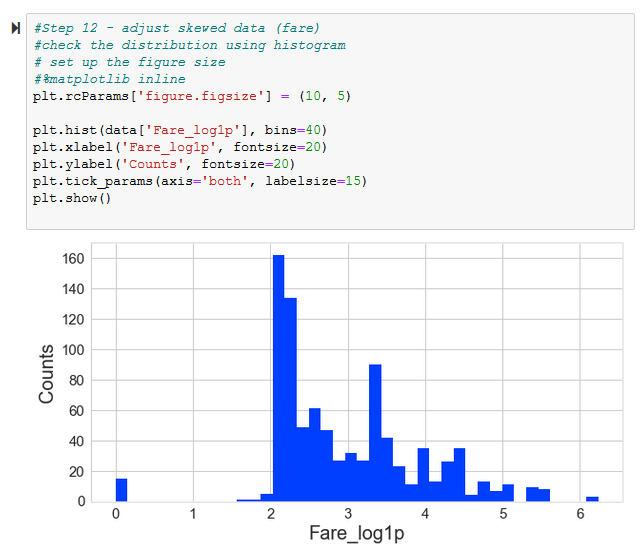 #Step 12 - adjust skewed data (fare)
#check the distribution using histogram
# set up the figure size
#%matplotlib inline
plt.rcParams['figure.figsize'] = (10, 5)
plt.hist(data['Fare_log1p'], bins=40)
plt.xlabel('Fare_log1p', fontsize=20)
plt.ylabel('Counts', fontsize=20)
plt.tick_params(axis='both', labelsize=15)
plt.show()
160
140
120
100
80
60
40
20
0
Counts
0 1 2 3 4 5 6
Fare_log1p